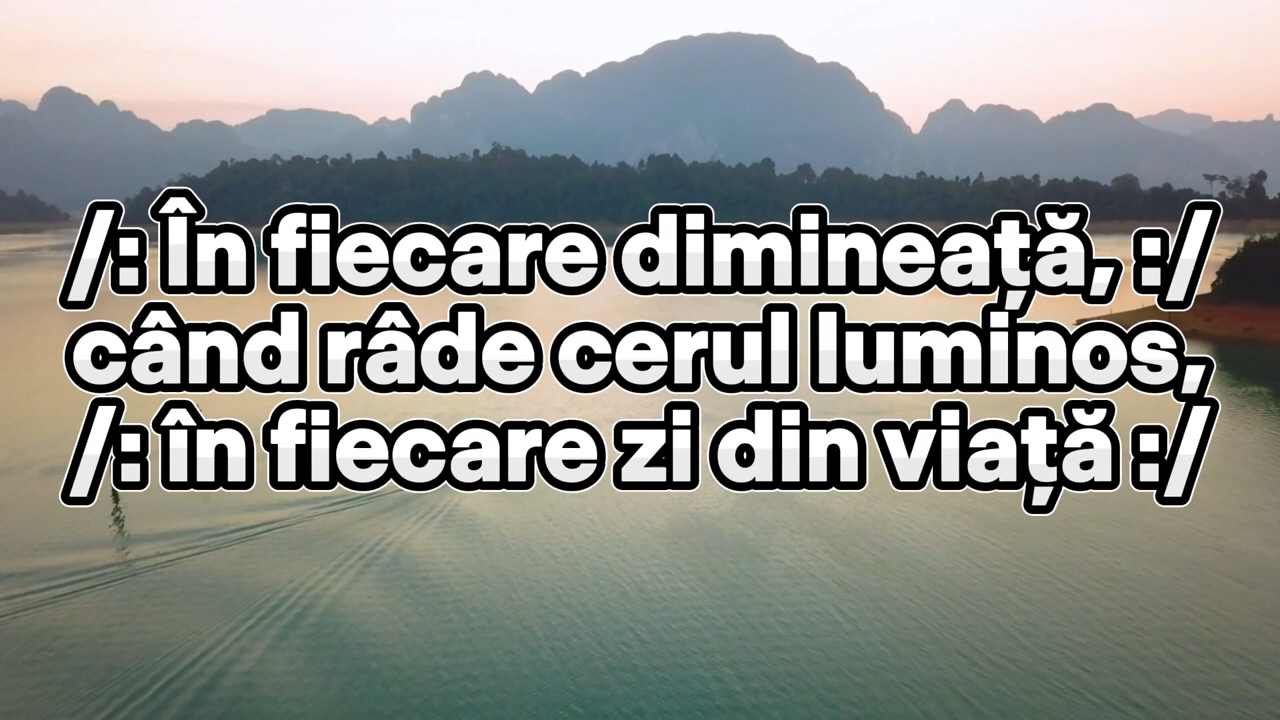 /: În fiecare dimineață, :/
când râde cerul luminos,
/: în fiecare zi din viață :/